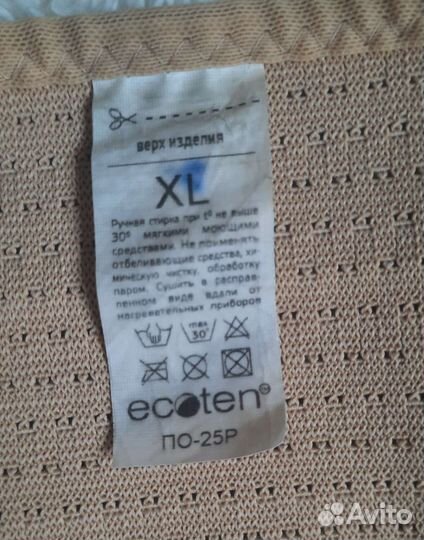 верх изделия
XL
Ручная стирка при t° не выше
30° мягкими моющими
средствами. Не применять
отбеливающие средства, хи-
мическую чистку, обработку
паром. Сушить в расправ-
ленном виде вдали от
нагревательных приборов
max
30°
ecoten
ПО-25Р
Avito